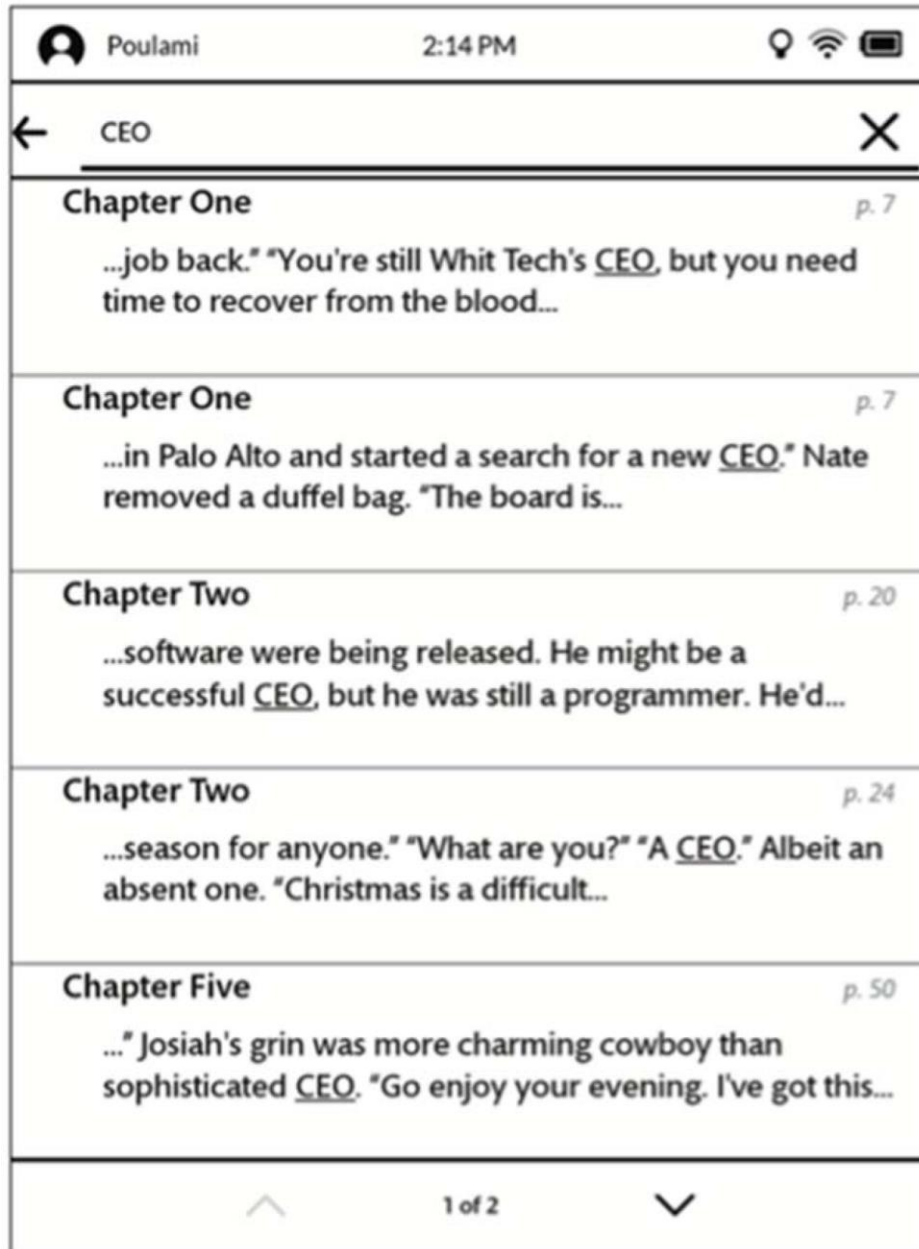 Poulami 2:14 PM
CEO
Chapter One p. 7
...job back." "You're still Whit Tech's CEO, but you need
time to recover from the blood...
Chapter One p. 7
...in Palo Alto and started a search for a new CEO." Nate
removed a duffel bag. "The board is...
Chapter Two p. 20
...software were being released. He might be a
successful CEO, but he was still a programmer. He'd...
Chapter Two p. 24
...season for anyone." "What are you?" "A CEO." Albeit an
absent one. "Christmas is a difficult...
Chapter Five p. 50
..." Josiah's grin was more charming cowboy than
sophisticated CEO. "Go enjoy your evening. I've got this...
1 of 2